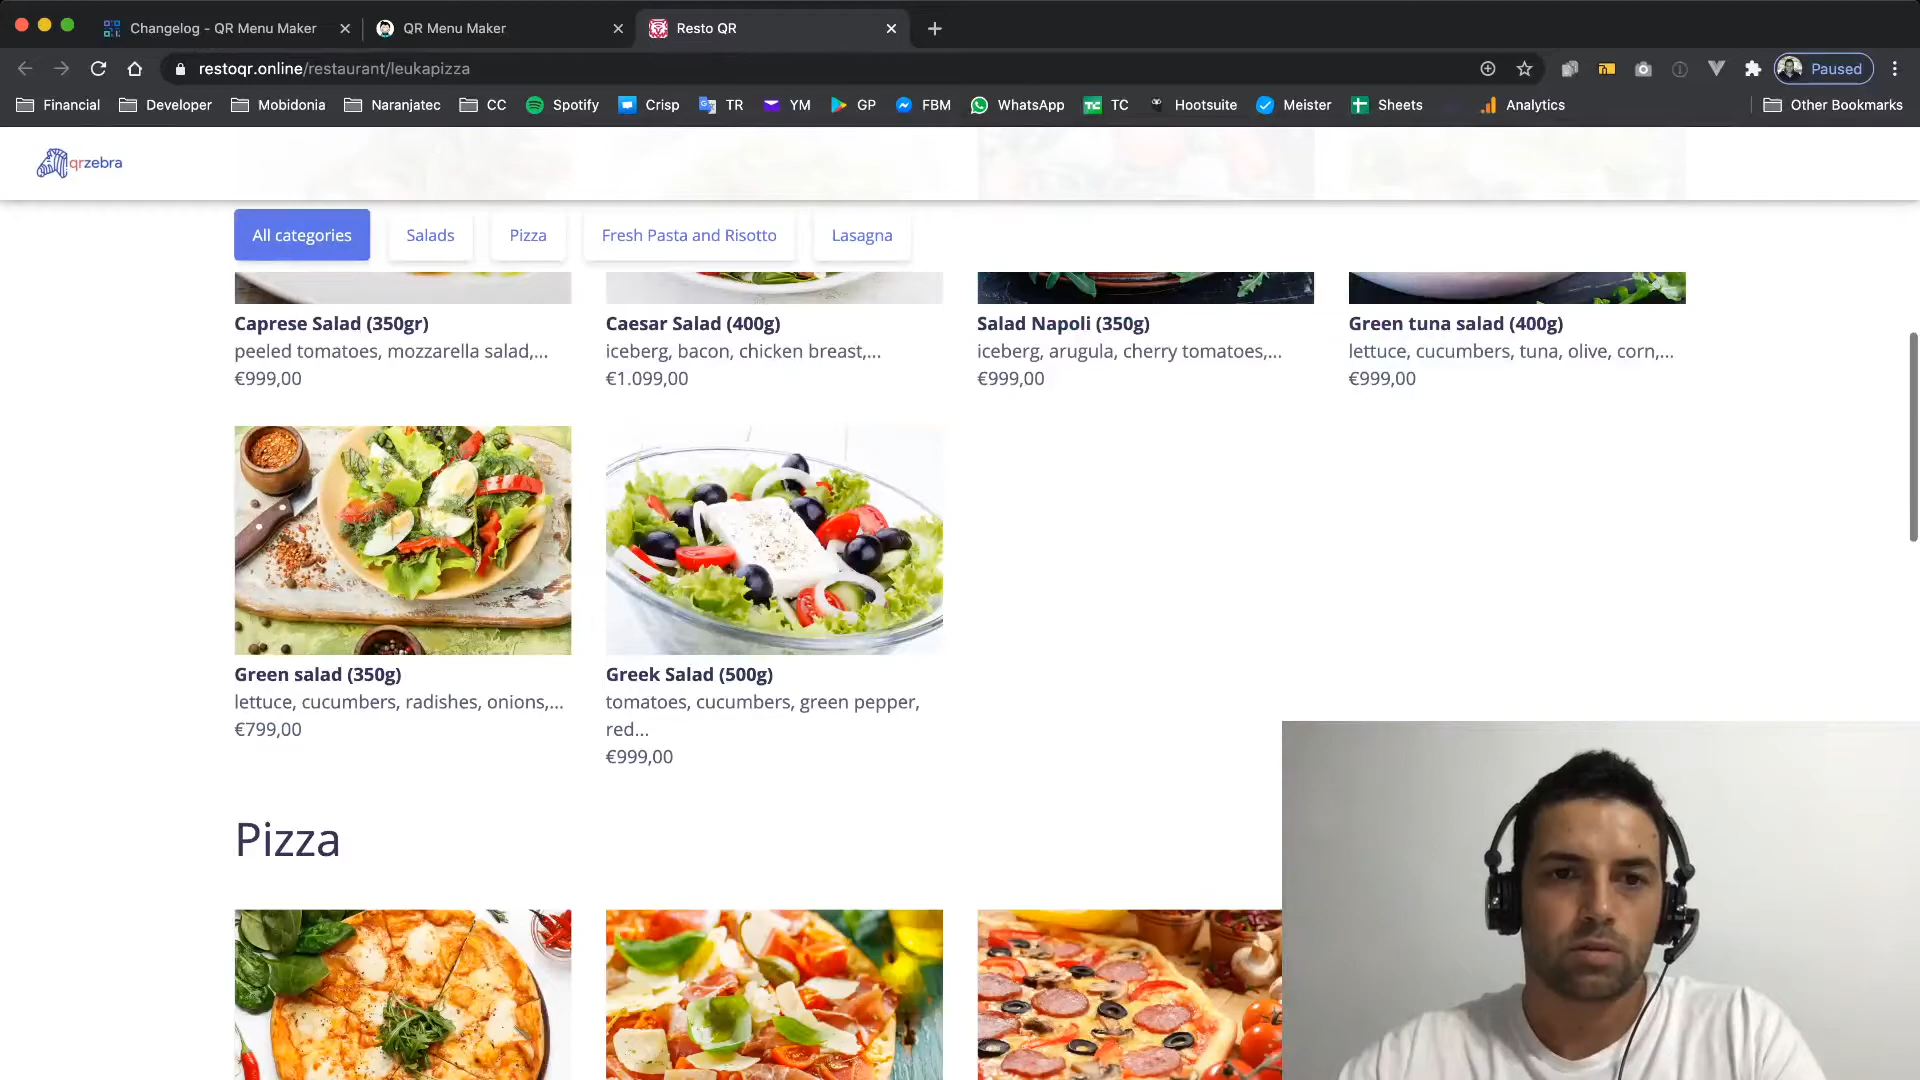 Changelog - QR Menu Maker
QR Menu Maker
Resto QR
restoqr.online/restaurant/leukapizza
Paused
Financial
Developer
Mobidonia
Naranjatec
CC
Spotify
Crisp
TR
YM
GP
FBM
WhatsApp
TC
Hootsuite
Meister
Sheets
Analytics
Other Bookmarks
qrzebra
All categories
Salads
Pizza
Fresh Pasta and Risotto
Lasagna
Caprese Salad (350gr)
peeled tomatoes, mozzarella salad,...
€999,00
Caesar Salad (400g)
iceberg, bacon, chicken breast,...
€1.099,00
Salad Napoli (350g)
iceberg, arugula, cherry tomatoes,...
€999,00
Green tuna salad (400g)
lettuce, cucumbers, tuna, olive, corn,...
€999,00
Green salad (350g)
lettuce, cucumbers, radishes, onions,...
€799,00
Greek Salad (500g)
tomatoes, cucumbers, green pepper,
red...
€999,00
Pizza